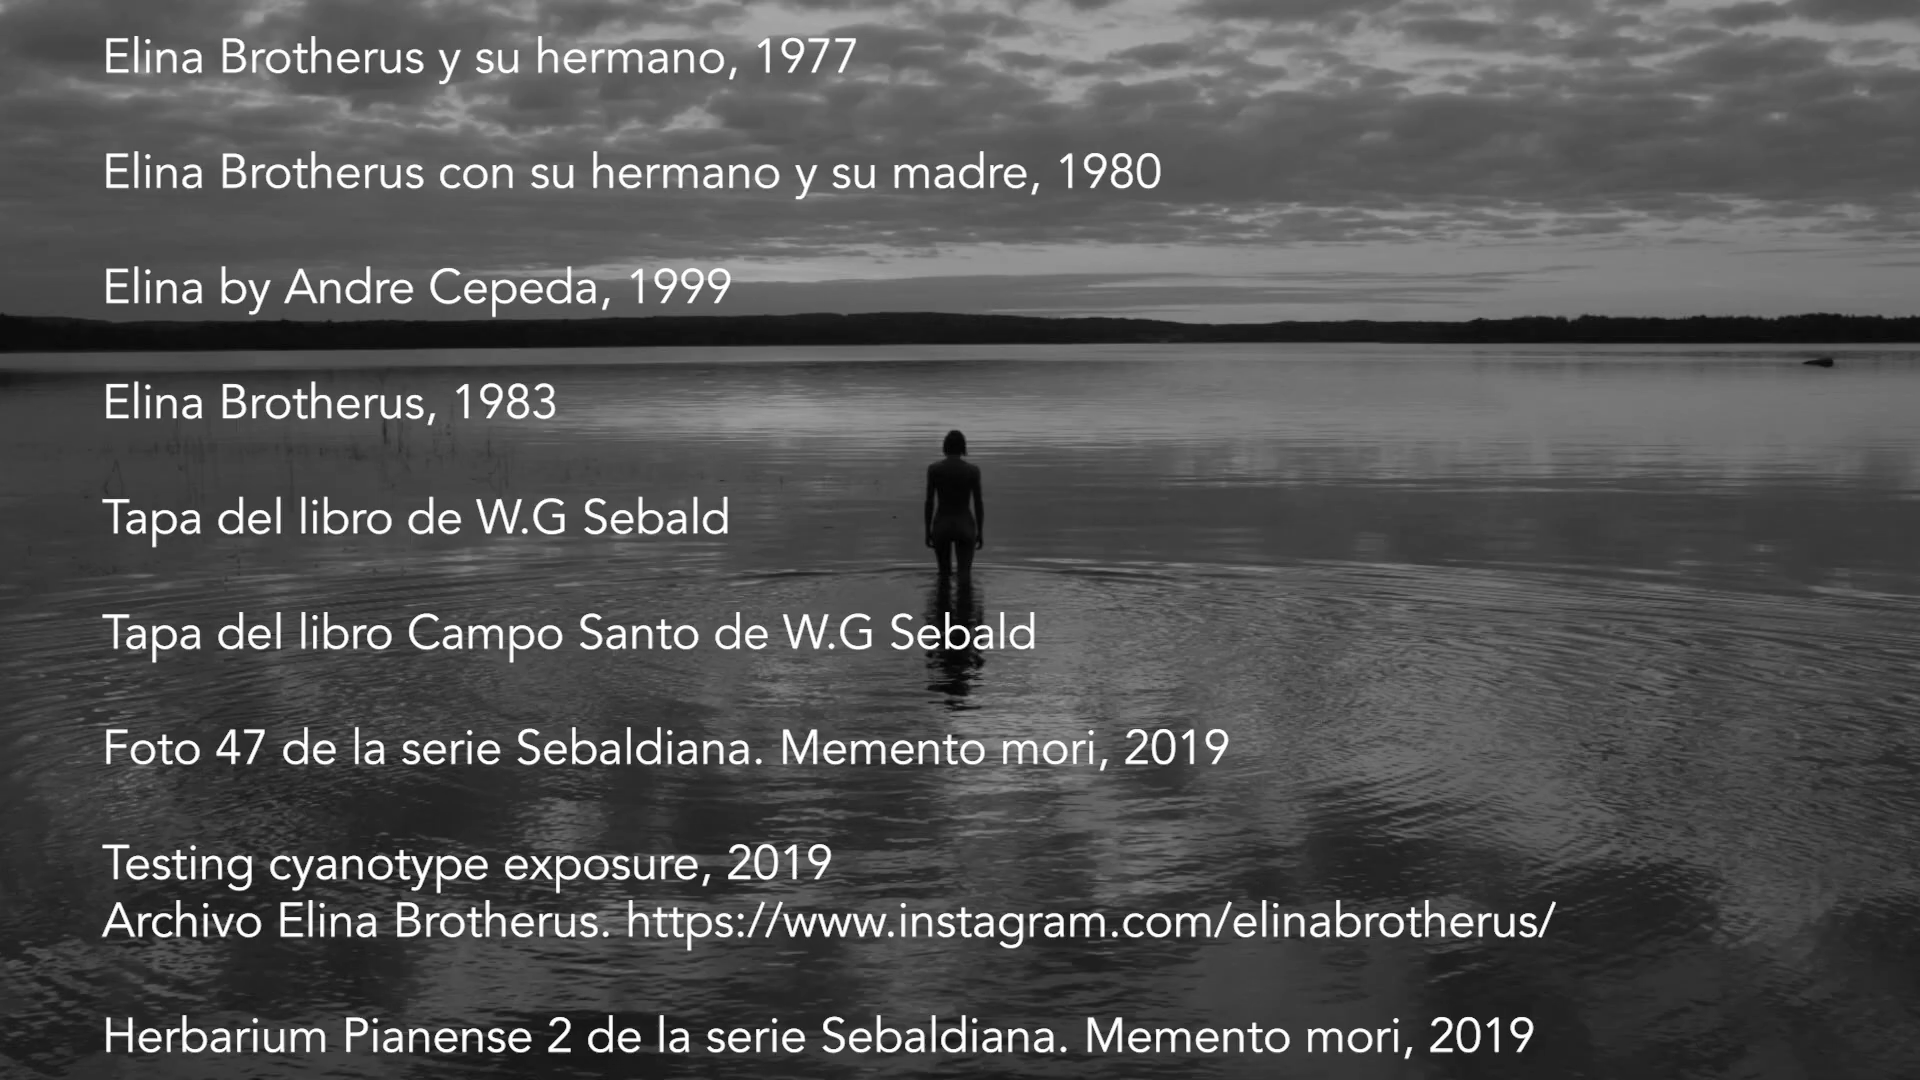 Elina Brotherus y su hermano, 1977
Elina Brotherus con su hermano y su madre, 1980
Elina by Andre Cepeda, 1999
Elina Brotherus, 1983
Tapa del libro de W.G Sebald
Tapa del libro Campo Santo de W.G Sebald
Foto 47 de la serie Sebaldiana. Memento mori, 2019
Testing cyanotype exposure, 2019
Archivo Elina Brotherus. https://www.instagram.com/elinabrotherus/
Herbarium Pianense 2 de la serie Sebaldiana. Memento mori, 2019